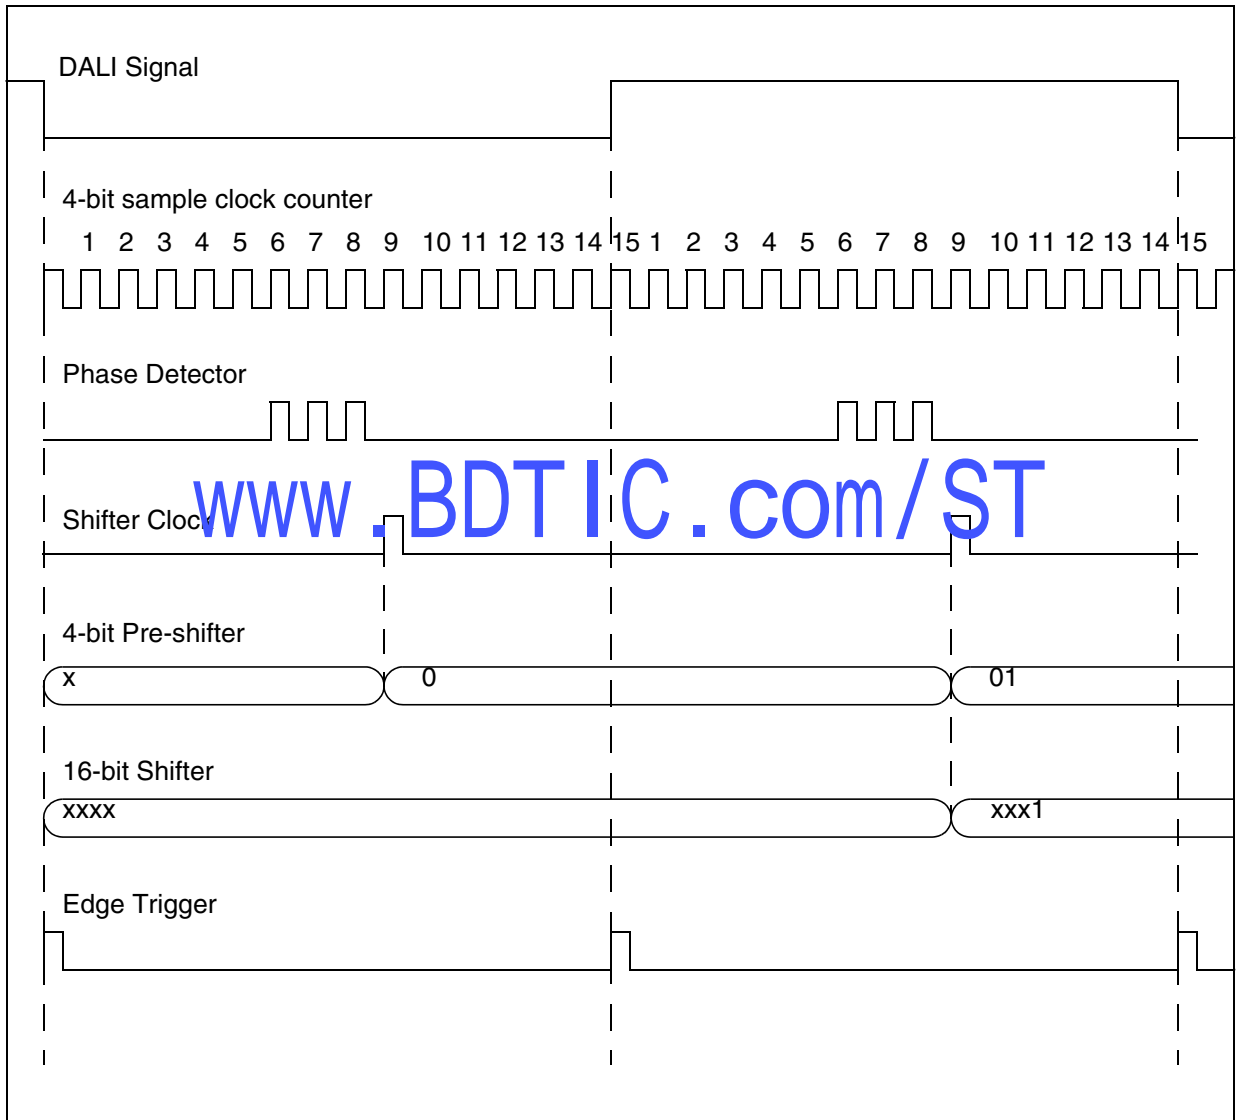 DALI Signal
4-bit sample clock counter
1 2 3 4 5 6 7 8 9 10 11 12 13 14 15 1 2 3 4 5 6 7 8 9 10 11 12 13 14 15
Phase Detector
www.BDTIC.com/ST
Shifter Clock
4-bit Pre-shifter
x 0 01
16-bit Shifter
xxxx xxx1
Edge Trigger